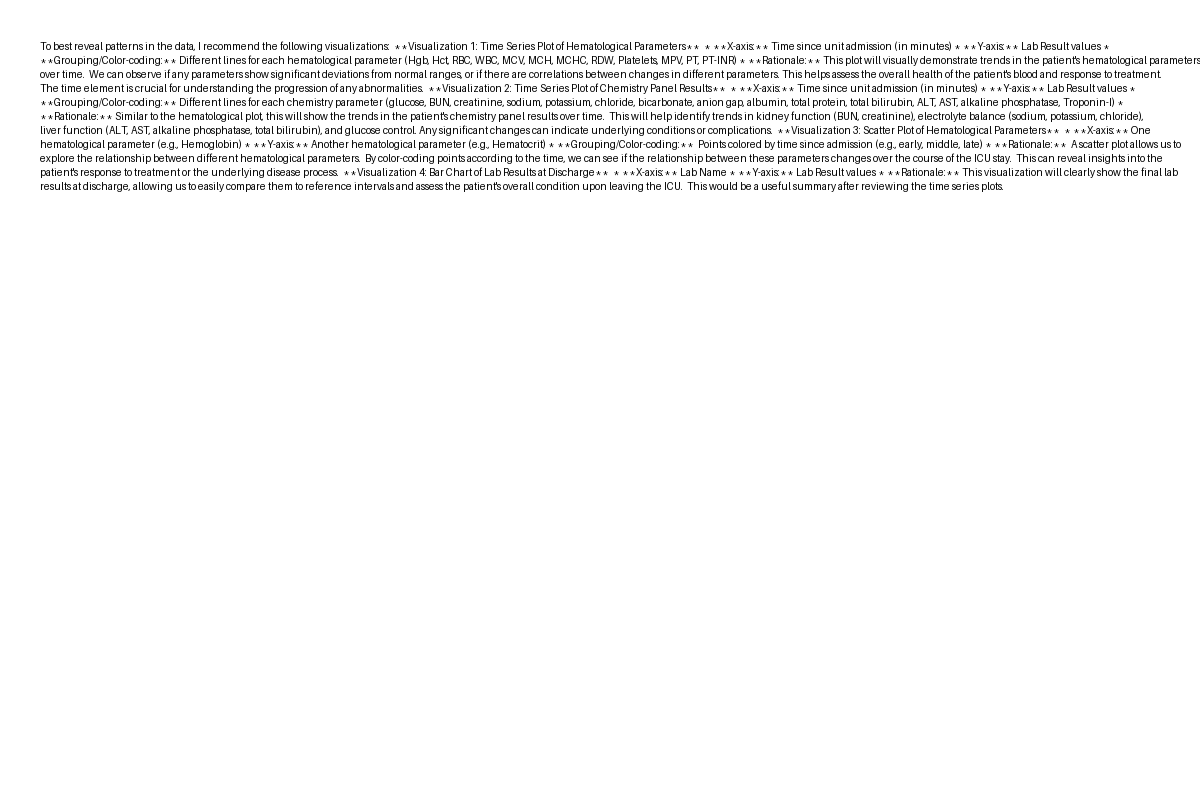 To best reveal patterns in the data, I recommend the following visualizations:  **Visualization 1: Time Series Plot of Hematological Parameters**  * **X-axis:** Time since unit admission (in minutes) * **Y-axis:** Lab Result values *
**Grouping/Color-coding:** Different lines for each hematological parameter (Hgb, Hct, RBC, WBC, MCV, MCH, MCHC, RDW, Platelets, MPV, PT, PT-INR) * **Rationale:** This plot will visually demonstrate trends in the patient's hematological parameters
over time.  We can observe if any parameters show significant deviations from normal ranges, or if there are correlations between changes in different parameters. This helps assess the overall health of the patient's blood and response to treatment.
The time element is crucial for understanding the progression of any abnormalities.  **Visualization 2: Time Series Plot of Chemistry Panel Results**  * **X-axis:** Time since unit admission (in minutes) * **Y-axis:** Lab Result values *
**Grouping/Color-coding:** Different lines for each chemistry parameter (glucose, BUN, creatinine, sodium, potassium, chloride, bicarbonate, anion gap, albumin, total protein, total bilirubin, ALT, AST, alkaline phosphatase, Troponin-I) *
**Rationale:** Similar to the hematological plot, this will show the trends in the patient's chemistry panel results over time.  This will help identify trends in kidney function (BUN, creatinine), electrolyte balance (sodium, potassium, chloride),
liver function (ALT, AST, alkaline phosphatase, total bilirubin), and glucose control. Any significant changes can indicate underlying conditions or complications.  **Visualization 3: Scatter Plot of Hematological Parameters**  * **X-axis:** One
hematological parameter (e.g., Hemoglobin) * **Y-axis:** Another hematological parameter (e.g., Hematocrit) * **Grouping/Color-coding:**  Points colored by time since admission (e.g., early, middle, late) * **Rationale:**  A scatter plot allows us to
explore the relationship between different hematological parameters.  By color-coding points according to the time, we can see if the relationship between these parameters changes over the course of the ICU stay.  This can reveal insights into the
patient's response to treatment or the underlying disease process.  **Visualization 4: Bar Chart of Lab Results at Discharge**  * **X-axis:** Lab Name * **Y-axis:** Lab Result values * **Rationale:** This visualization will clearly show the final lab
results at discharge, allowing us to easily compare them to reference intervals and assess the patient's overall condition upon leaving the ICU.  This would be a useful summary after reviewing the time series plots.